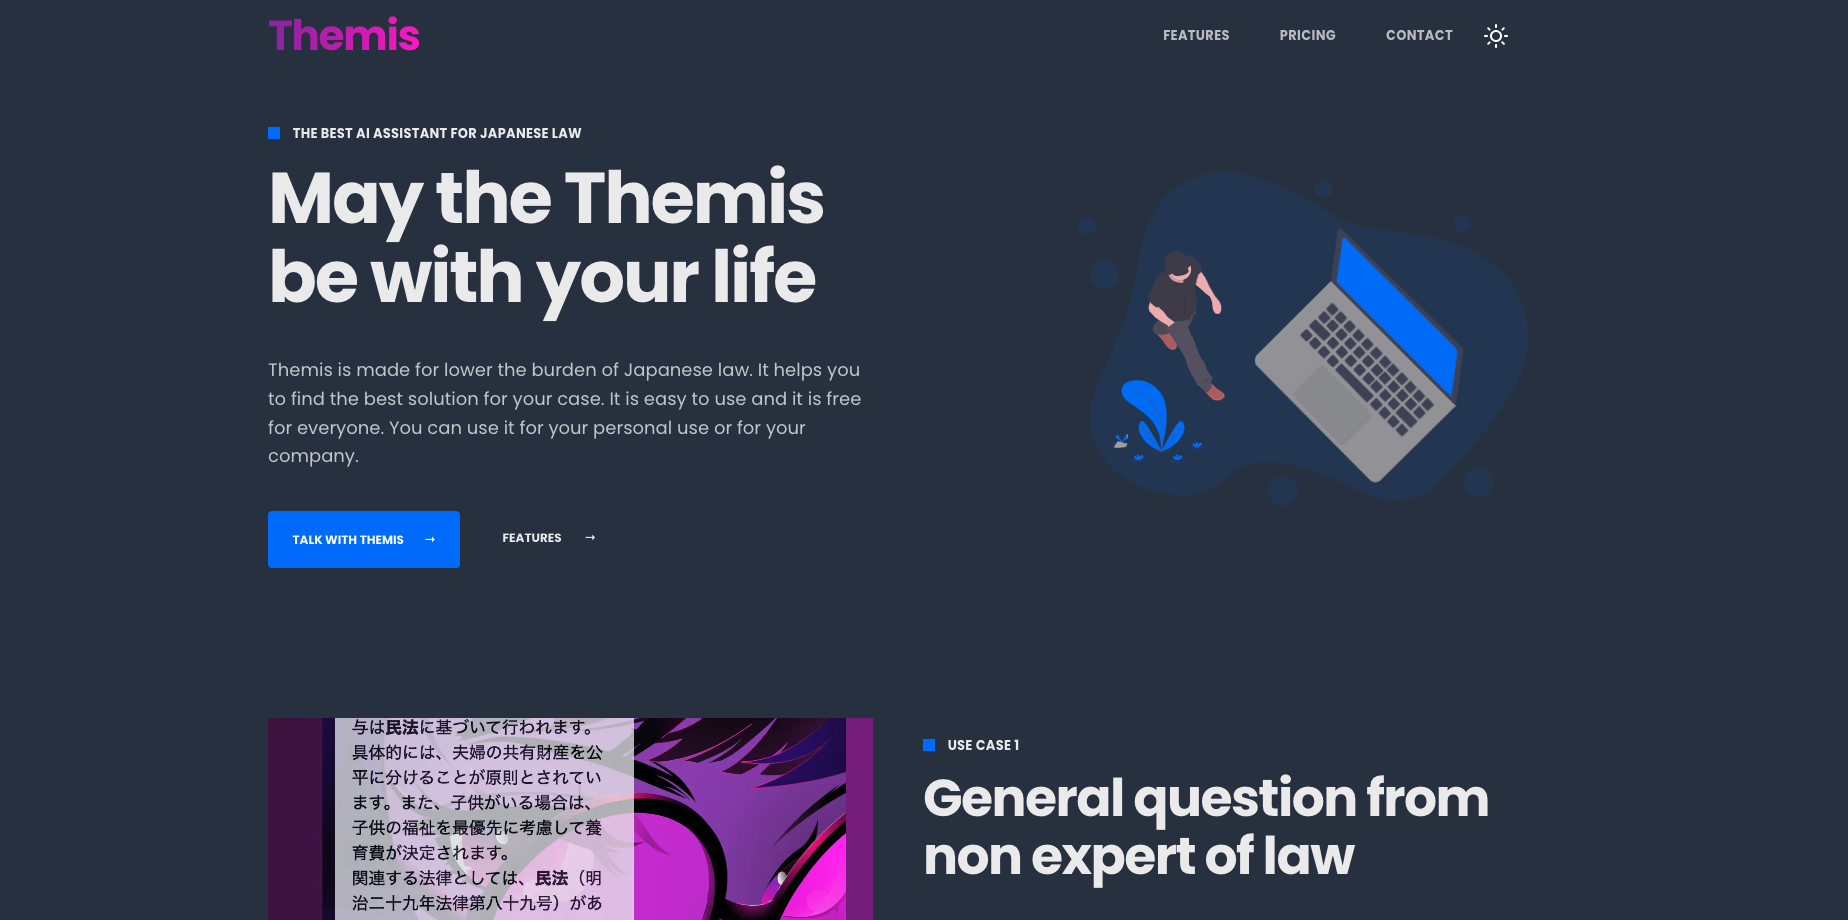 Themis
FEATURES
PRICING
CONTACT
THE BEST AI ASSISTANT FOR JAPANESE LAW
May the Themis
be with your life
Themis is made for lower the burden of Japanese law. It helps you
to find the best solution for your case. It is easy to use and it is free
for everyone. You can use it for your personal use or for your
company.
TALK WITH THEMIS →
FEATURES →
与は民法に基づいて行われます。
具体的には、夫婦の共有財産を公
平に分けることが原則とされてい
ます。また、子供がいる場合は、
子供の福祉を最優先に考慮して養
育費が決定されます。
関連する法律としては、民法（明
治二十九年法律第八十九号）があ
USE CASE 1
General question from
non expert of law